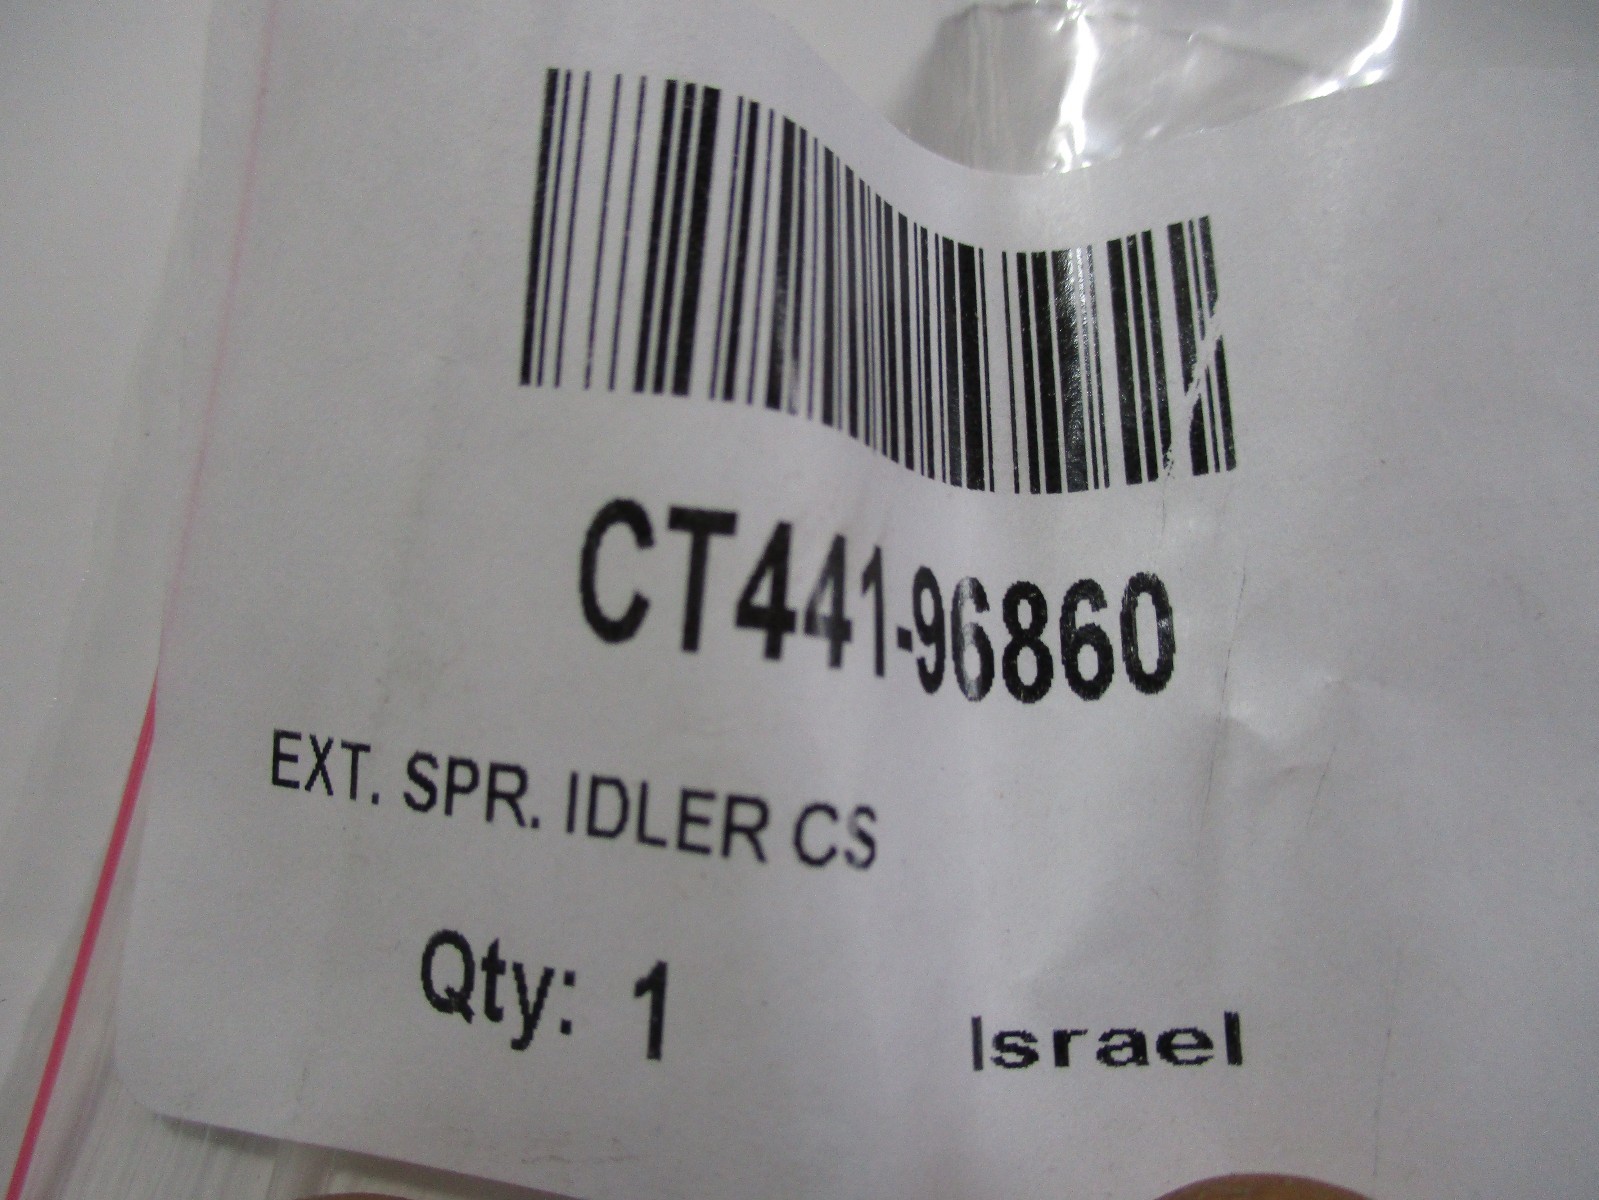 CT441-96860
EXT. SPR. IDLER CS
Qty: 1
Israel